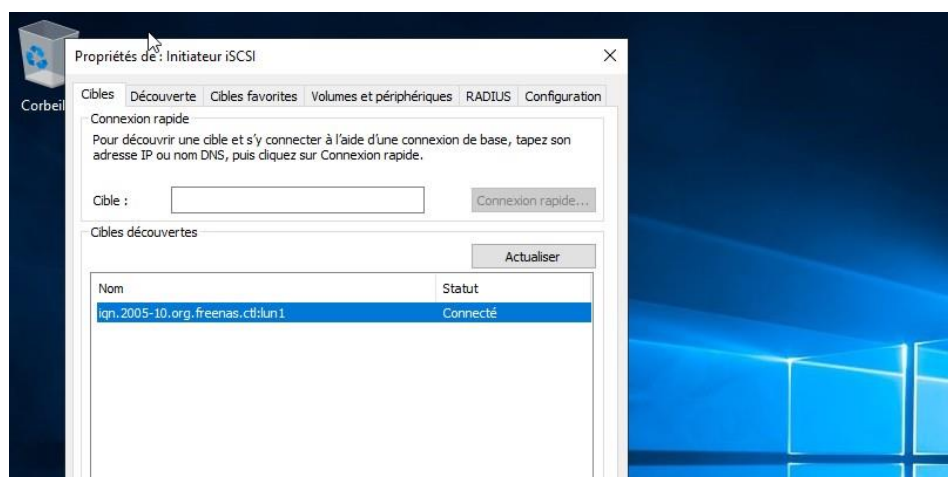 Corbeil
Propriétés de : Initiateur iSCSI
Cibles Découverte Cibles favorites Volumes et périphériques RADIUS Configuration
Connexion rapide
Pour découvrir une cible et s'y connecter à l'aide d'une connexion de base, tapez son
adresse IP ou nom DNS, puis cliquez sur Connexion rapide.
Cible :
Connexion rapide...
Cibles découvertes
Actualiser
Nom Statut
iqn.2005-10.org.freenas.ctl:lun1 Connecté